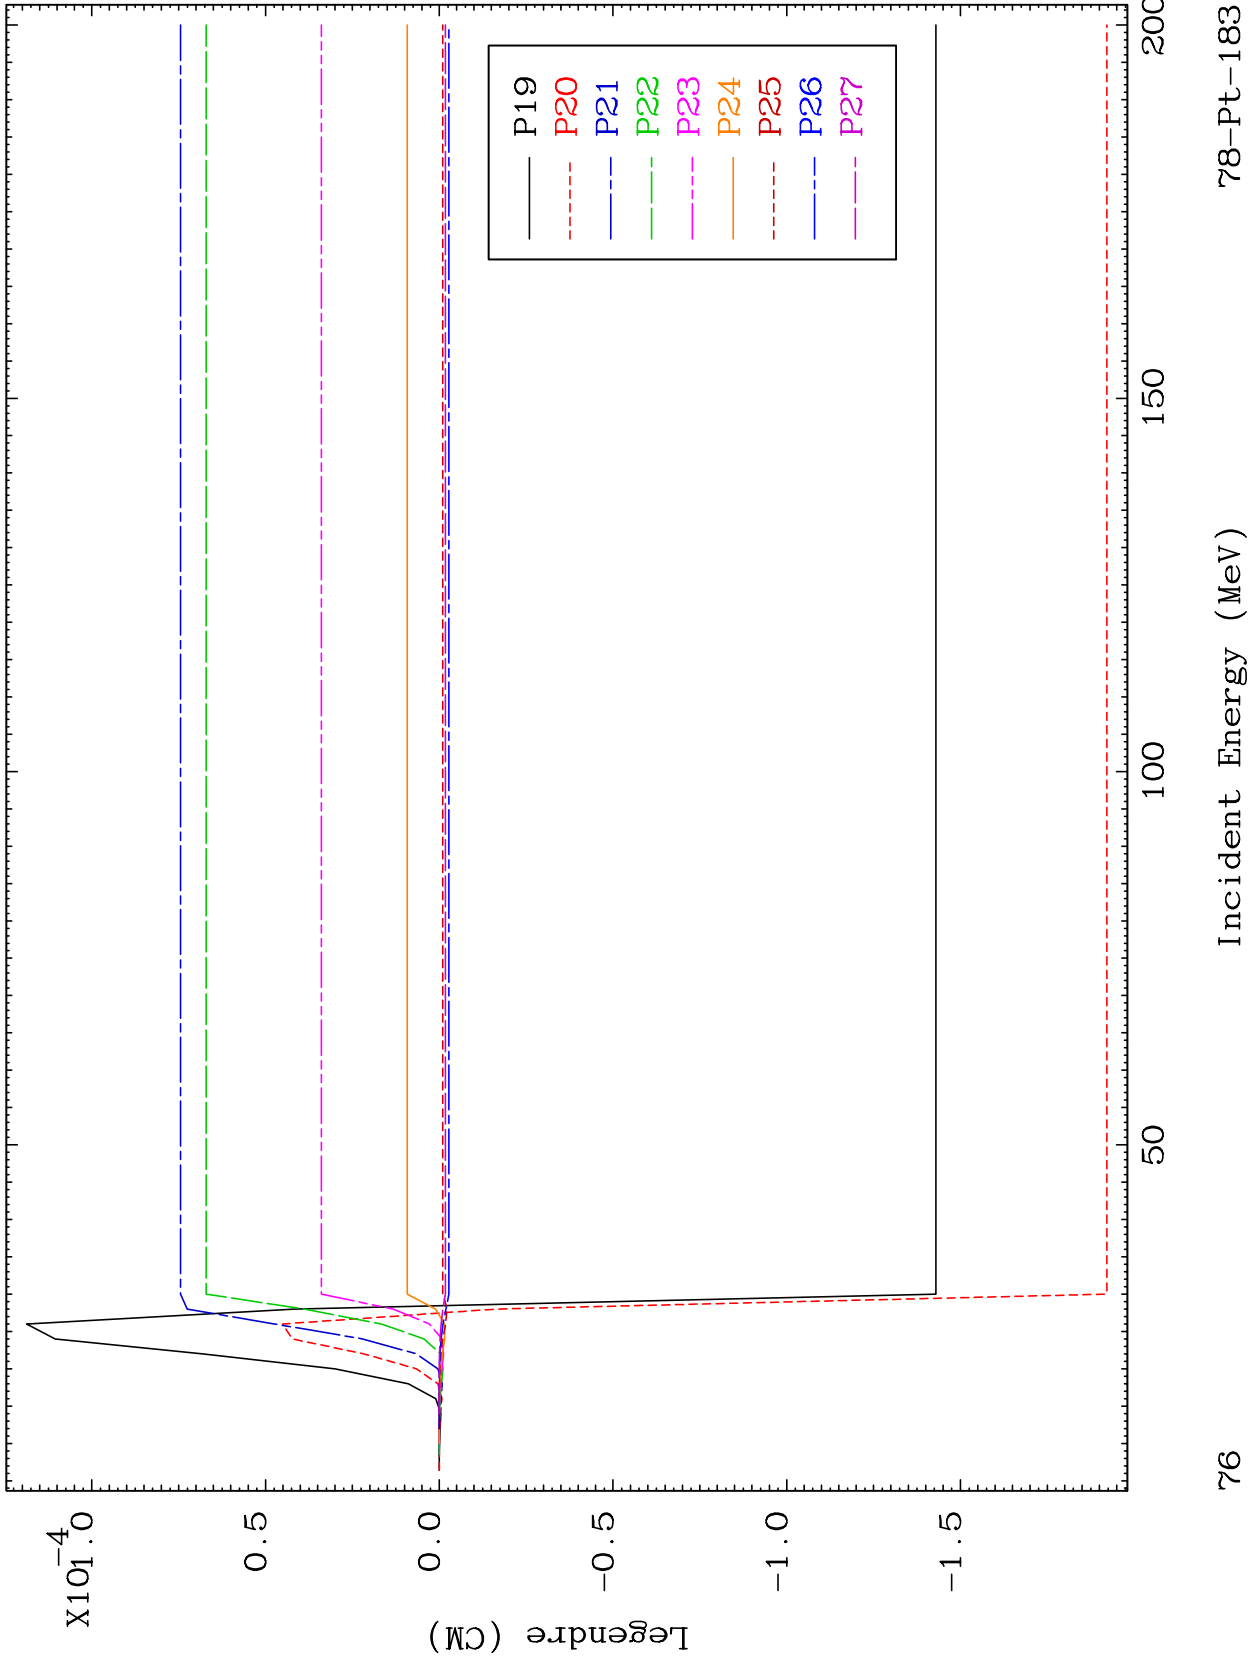 X10-4
1.0
0.5
0.0
-0.5
-1.0
-1.5
Legendre (CM)
P19
P20
P21
P22
P23
P24
P25
P26
P27
50
100
150
200
Incident Energy (MeV)
76
78-Pt-183